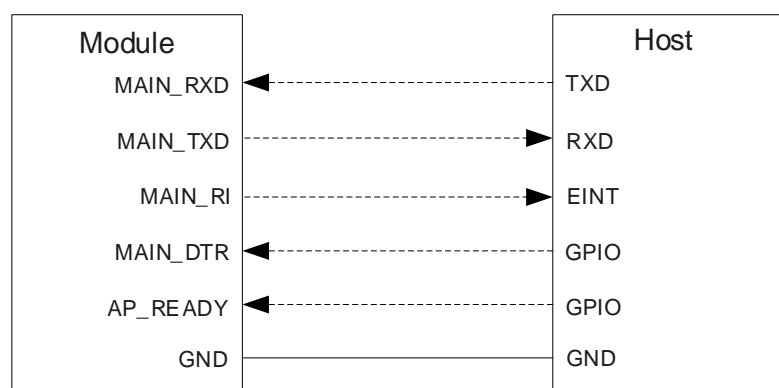 Module Host
MAIN_RXD TXD
MAIN_TXD RXD
MAIN_RI EINT
MAIN_DTR GPIO
AP_READY GPIO
GND GND